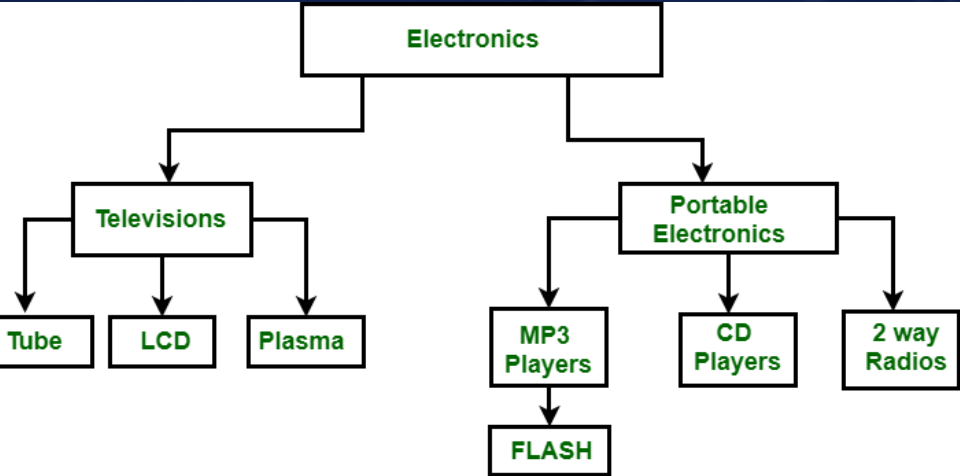 Electronics
Televisions
Portable
Electronics
Tube
LCD
Plasma
MP3
Players
CD
Players
2 way
Radios
FLASH